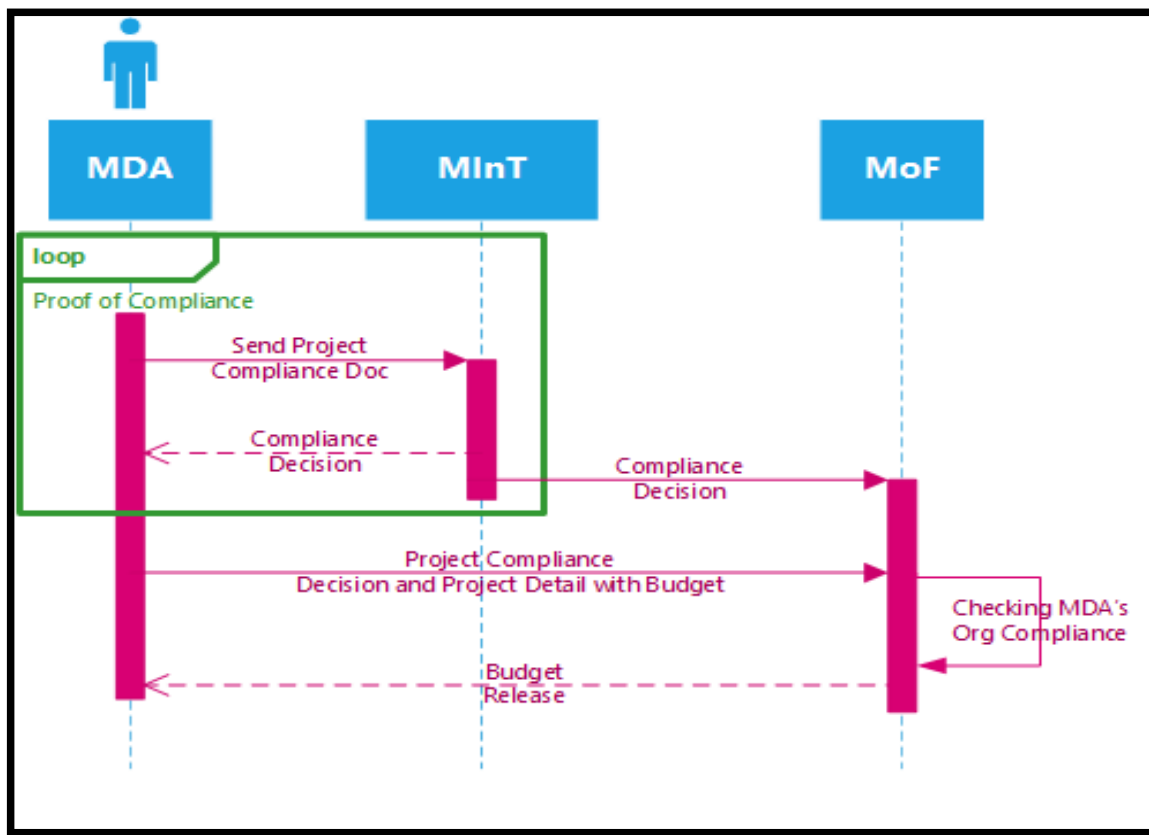 MDA
MInT
MoF
loop
Proof of Compliance
Send Project
Compliance Doc
Compliance
Decision
Compliance
Decision
Project Compliance
Decision and Project Detail with Budget
Checking MDA's
Org Compliance
Budget
Release